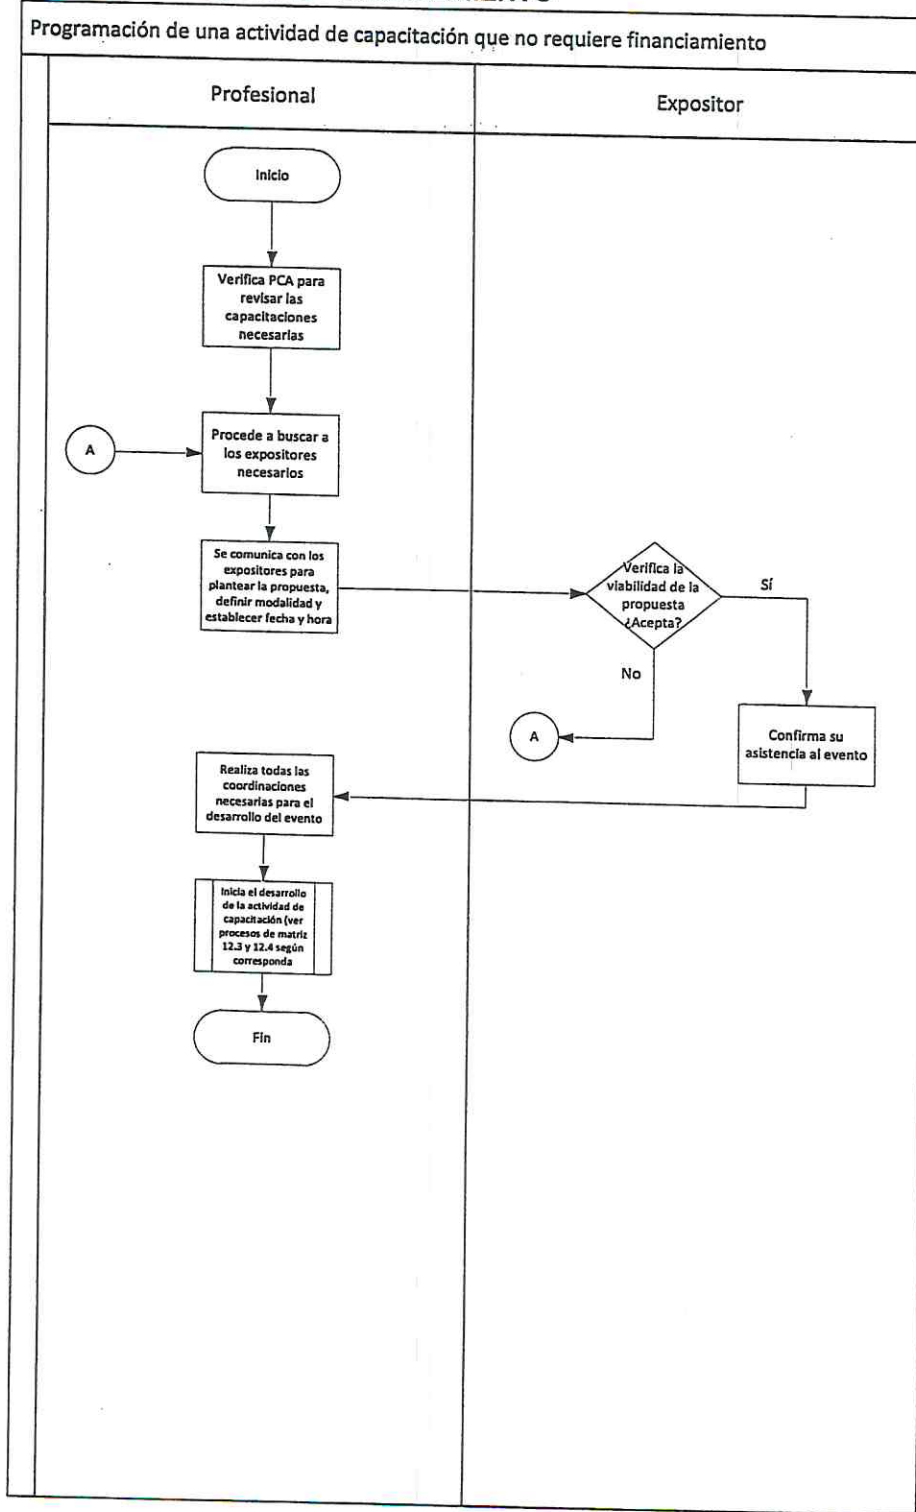 Programación de una actividad de capacitación que no requiere financiamiento
Profesional
Expositor
Inicio
Verifica PCA para
revisar las
capacitaciones
necesarias
A
Procede a buscar a
los expositores
necesarios
Se comunica con los
expositores para
plantear la propuesta,
definir modalidad y
establecer fecha y hora
Verifica la
viabilidad de la
propuesta
¿Acepta?
Sí
No
A
Confirma su
asistencia al evento
Realiza todas las
coordinaciones
necesarias para el
desarrollo del evento
Inicia el desarrollo
de la actividad de
capacitación (ver
procesos de matriz
12.3 y 12.4 según
corresponda
Fin